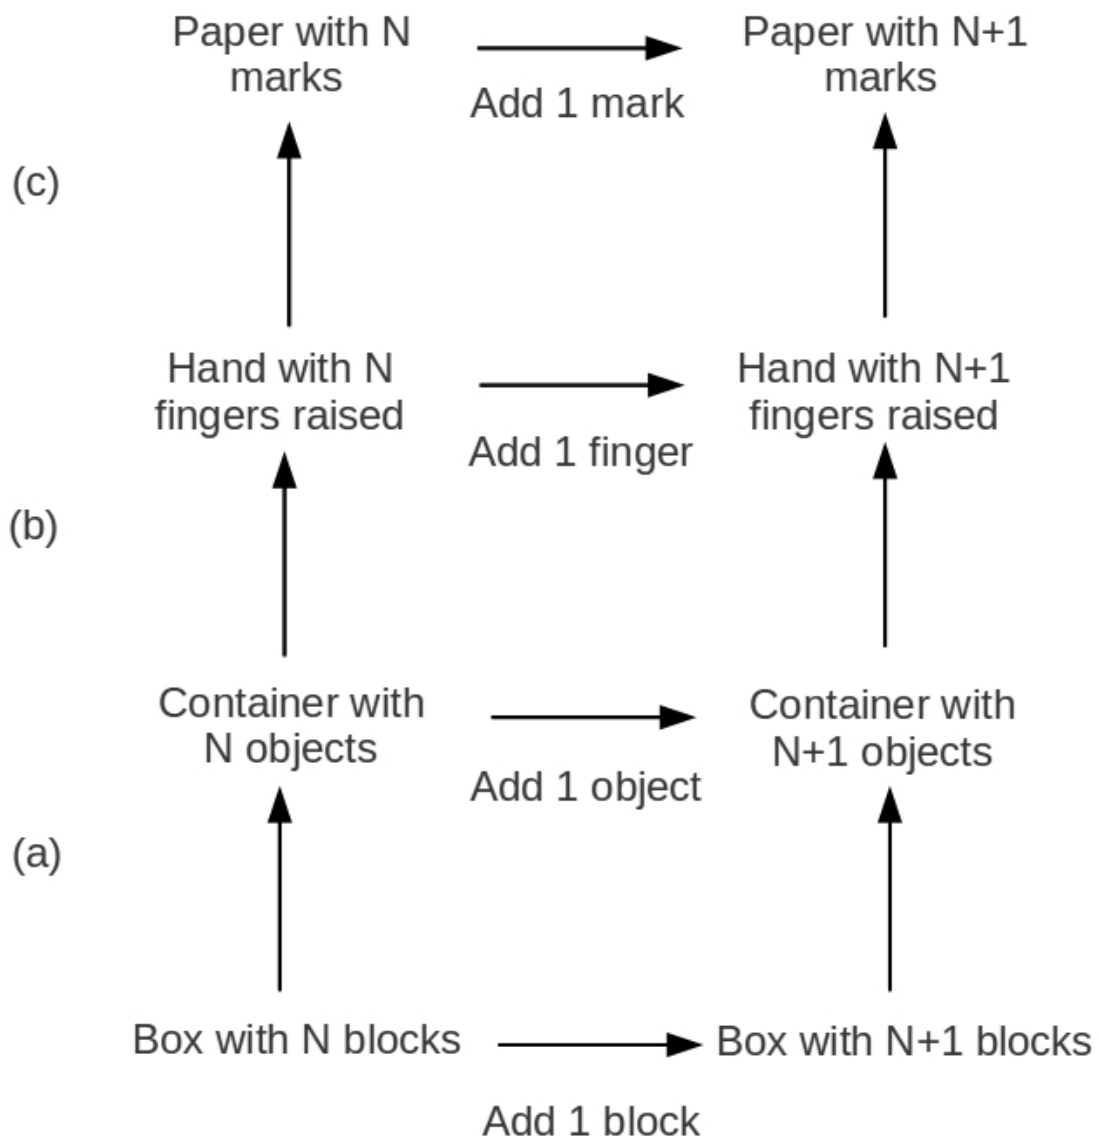 Paper with N
marks
Add 1 mark
Paper with N+1
marks
(c)
Hand with N
fingers raised
Add 1 finger
Hand with N+1
fingers raised
(b)
Container with
N objects
Add 1 object
Container with
N+1 objects
(a)
Box with N blocks
Add 1 block
Box with N+1 blocks